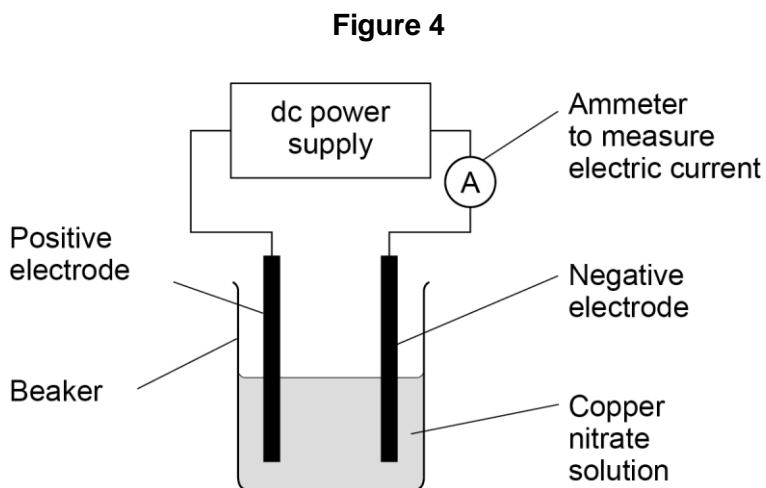 Figure 4
dc power
supply
Ammeter
to measure
electric current
A
Positive
electrode
Negative
electrode
Beaker
Copper
nitrate
solution